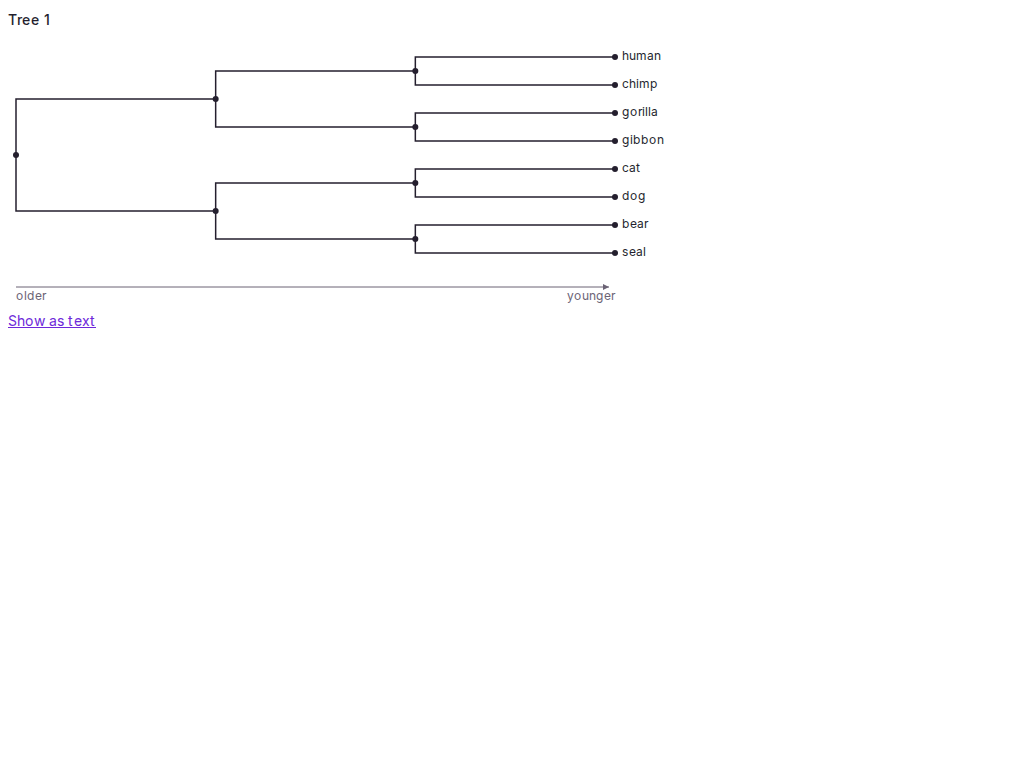 Tree 1
human
chimp
gorilla
gibbon
cat
dog
bear
seal
older younger
Show as text